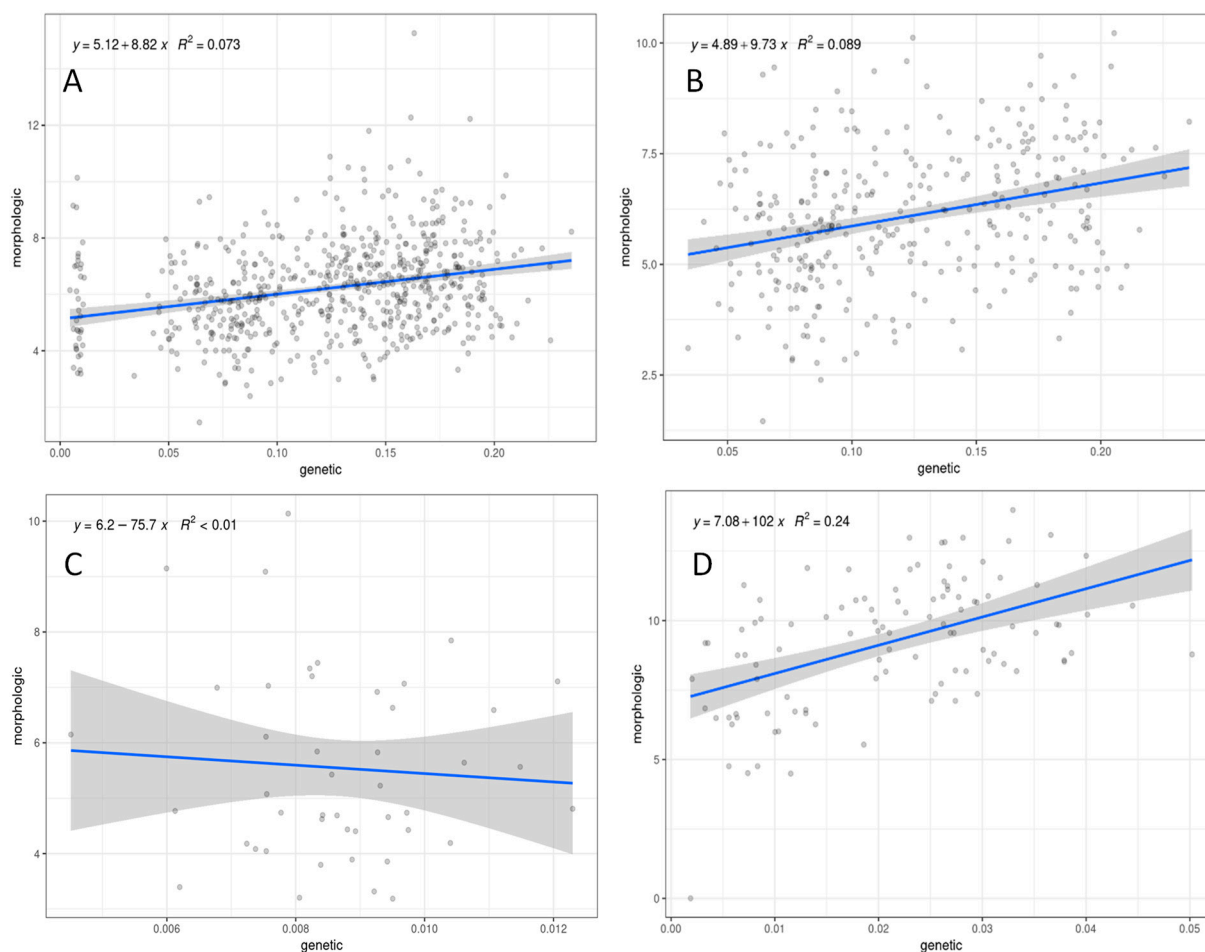 y = 5.12 + 8.82 x R² = 0.073
A
morphologic
12
8
4
0.00 0.05 0.10 0.15 0.20
genetic
y = 4.89 + 9.73 x R² = 0.089
B
morphologic
10.0
7.5
5.0
2.5
0.05 0.10 0.15 0.20
genetic
y = 6.2 − 75.7 x R² < 0.01
C
morphologic
10
8
6
4
0.006 0.008 0.010 0.012
genetic
y = 7.08 + 102 x R² = 0.24
D
morphologic
10
5
0
0.00 0.01 0.02 0.03 0.04 0.05
genetic